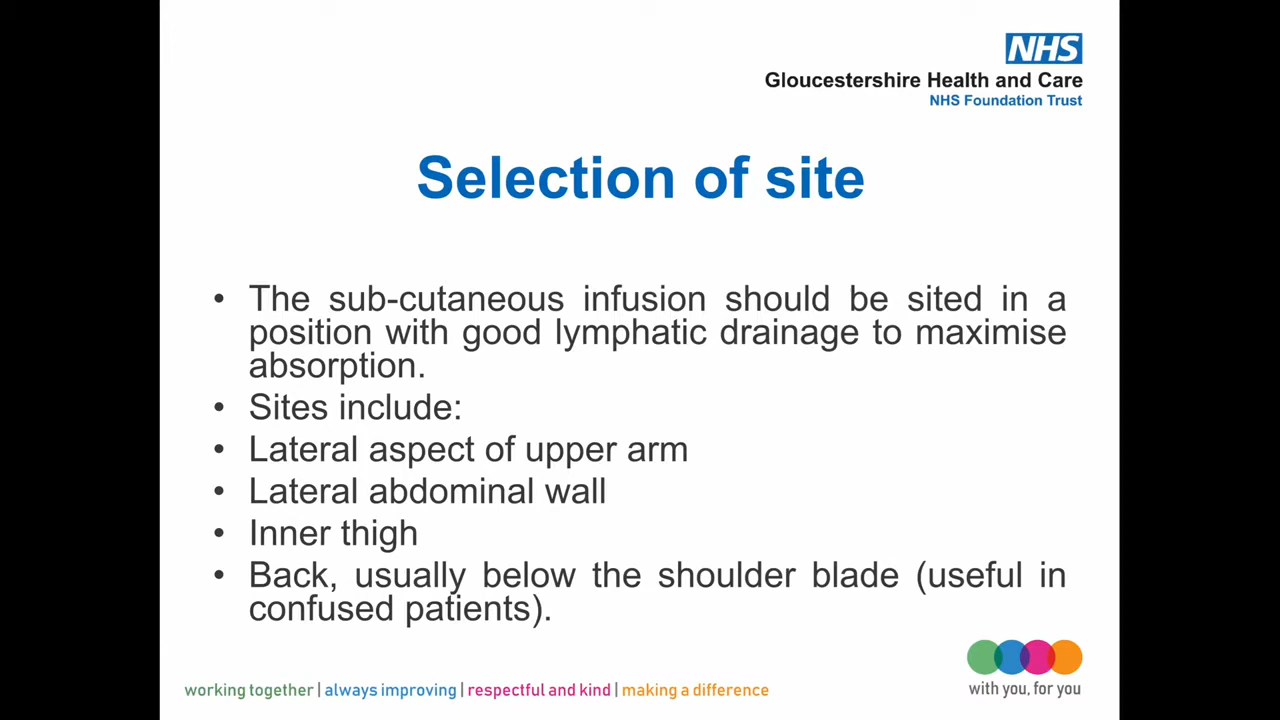 NHS
Gloucestershire Health and Care
NHS Foundation Trust
Selection of site
• The sub-cutaneous infusion should be sited in a
position with good lymphatic drainage to maximise
absorption.
• Sites include:
• Lateral aspect of upper arm
• Lateral abdominal wall
• Inner thigh
• Back, usually below the shoulder blade (useful in
confused patients).
working together | always improving | respectful and kind | making a difference
with you, for you